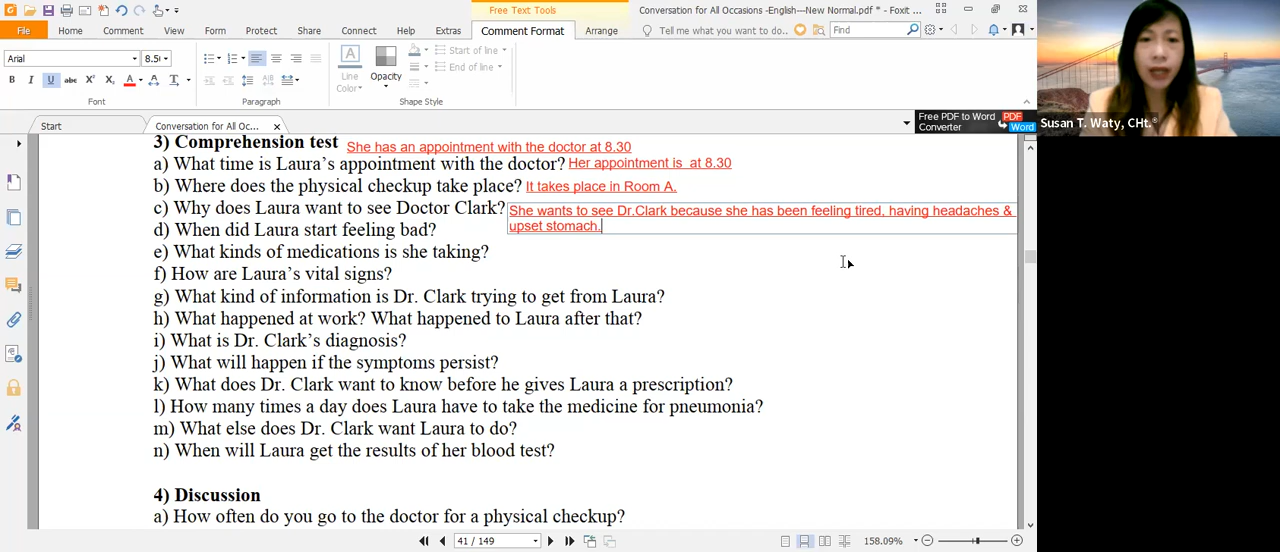 Free Text Tools
Conversation for All Occasions -English---New Normal.pdf * - Foxit ...
File
Home
Comment
View
Form
Protect
Share
Connect
Help
Extras
Comment Format
Arrange
Tell me what you want to do..
Find
Arial
8.5(
B I U abc X² X₂ A A T
Font
Paragraph
Line Color
Opacity
Start of line
End of line
Shape Style
Start
Conversation for All Oc...
Free PDF to Word Converter
PDF
Word
Susan T. Waty, CHt.®
3) Comprehension test She has an appointment with the doctor at 8.30
a) What time is Laura's appointment with the doctor? Her appointment is at 8.30
b) Where does the physical checkup take place? It takes place in Room A.
c) Why does Laura want to see Doctor Clark? She wants to see Dr.Clark because she has been feeling tired, having headaches &
upset stomach.
d) When did Laura start feeling bad?
e) What kinds of medications is she taking?
f) How are Laura's vital signs?
g) What kind of information is Dr. Clark trying to get from Laura?
h) What happened at work? What happened to Laura after that?
i) What is Dr. Clark's diagnosis?
j) What will happen if the symptoms persist?
k) What does Dr. Clark want to know before he gives Laura a prescription?
l) How many times a day does Laura have to take the medicine for pneumonia?
m) What else does Dr. Clark want Laura to do?
n) When will Laura get the results of her blood test?
4) Discussion
a) How often do you go to the doctor for a physical checkup?
41 / 149
158.09%